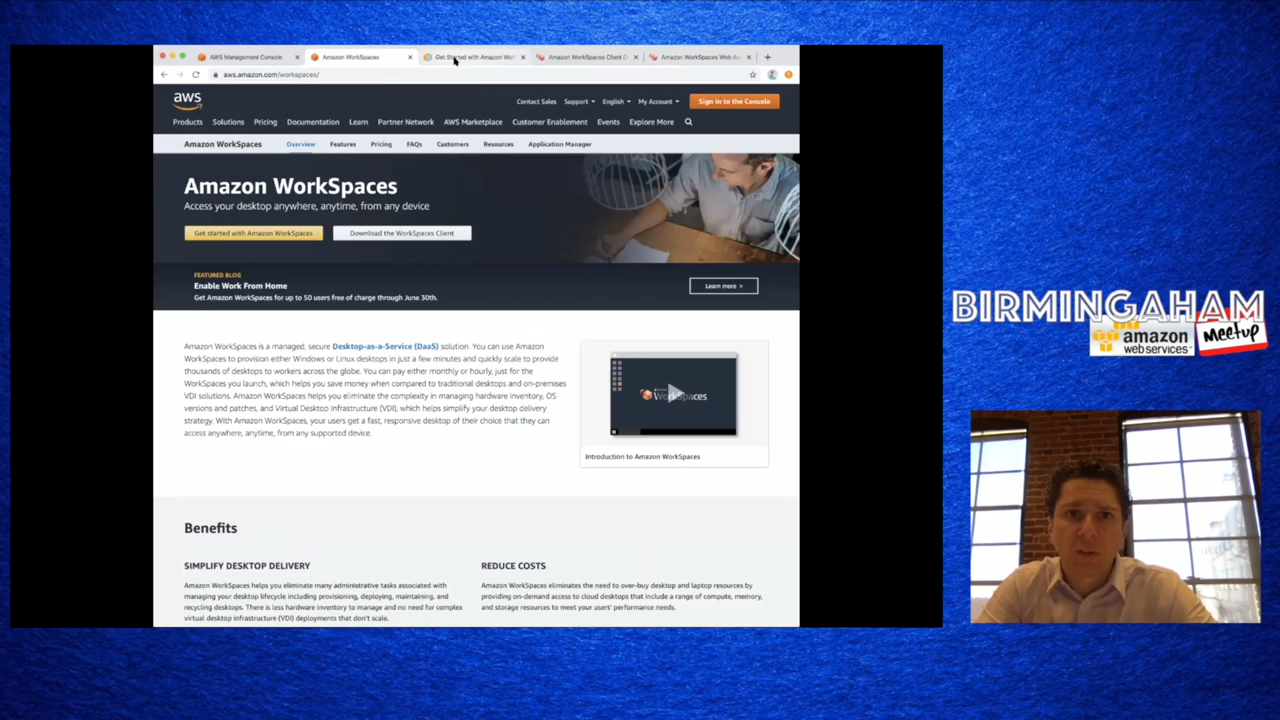 AWS Management Console
Amazon WorkSpaces
Get Started with Amazon Work
Amazon WorkSpaces Client D
Amazon WorkSpaces Web Ac
aws.amazon.com/workspaces/
aws
Contact Sales Support English My Account Sign In to the Console
Products Solutions Pricing Documentation Learn Partner Network AWS Marketplace Customer Enablement Events Explore More
Amazon WorkSpaces Overview Features Pricing FAQs Customers Resources Application Manager
Amazon WorkSpaces
Access your desktop anywhere, anytime, from any device
Get started with Amazon WorkSpaces
Download the WorkSpaces Client
FEATURED BLOG
Enable Work From Home
Get Amazon WorkSpaces for up to 50 users free of charge through June 30th.
Learn more >
Amazon WorkSpaces is a managed, secure Desktop-as-a-Service (DaaS) solution. You can use Amazon
WorkSpaces to provision either Windows or Linux desktops in just a few minutes and quickly scale to provide
thousands of desktops to workers across the globe. You can pay either monthly or hourly, just for the
WorkSpaces you launch, which helps you save money when compared to traditional desktops and on-premises
VDI solutions. Amazon WorkSpaces helps you eliminate the complexity in managing hardware inventory, OS
versions and patches, and Virtual Desktop Infrastructure (VDI), which helps simplify your desktop delivery
strategy. With Amazon WorkSpaces, your users get a fast, responsive desktop of their choice that they can
access anywhere, anytime, from any supported device.
WorkSpaces
Introduction to Amazon WorkSpaces
Benefits
SIMPLIFY DESKTOP DELIVERY
Amazon WorkSpaces helps you eliminate many administrative tasks associated with
managing your desktop lifecycle including provisioning, deploying, maintaining, and
recycling desktops. There is less hardware inventory to manage and no need for complex
virtual desktop infrastructure (VDI) deployments that don't scale.
REDUCE COSTS
Amazon WorkSpaces eliminates the need to over-buy desktop and laptop resources by
providing on-demand access to cloud desktops that include a range of compute, memory,
and storage resources to meet your users' performance needs.
BIRMINGAHAM
amazon
web services
Meetup